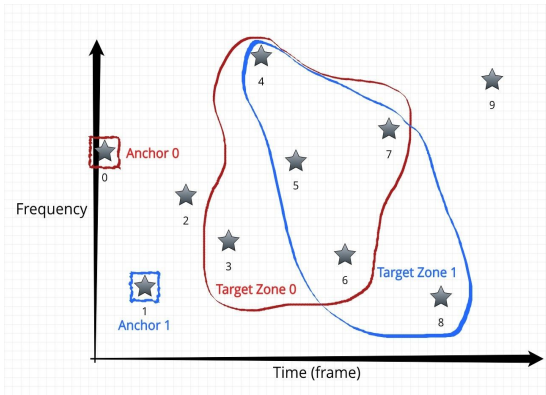 4
9
7
Anchor 0
0
5
2
Frequency
3
6
Target Zone 1
Target Zone 0
1
8
Anchor 1
Time (frame)